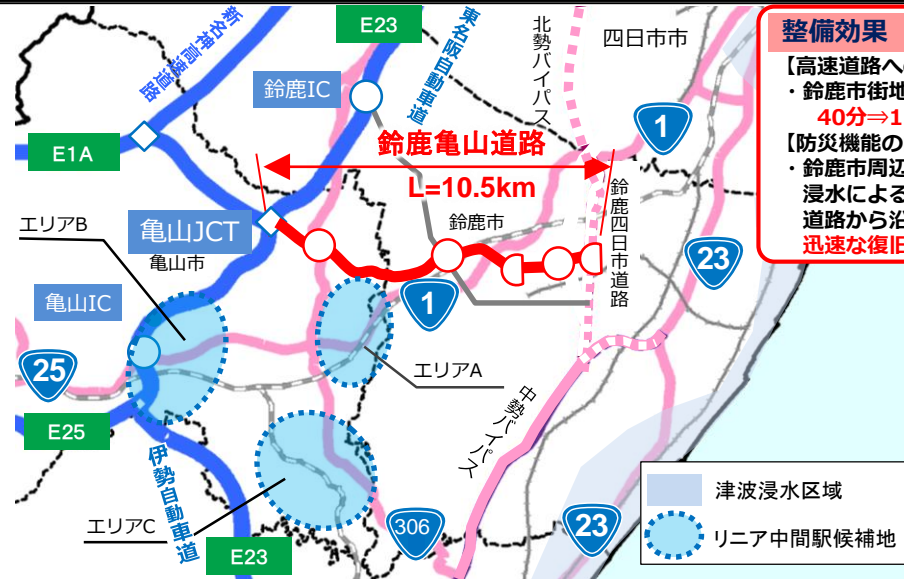 E23
新名神高速道路
東名阪自動車道
北勢バイパス
四日市市
鈴鹿IC
1
E1A
鈴鹿亀山道路
L=10.5km
鈴鹿四日市道路
エリアB
亀山JCT
鈴鹿市
亀山市
23
亀山IC
1
25
エリアA
中勢バイパス
E25
伊勢自動車道
エリアC
306
23
E23
整備効果
【高速道路へ
・鈴鹿市街地
40分⇒1
【防災機能の
・鈴鹿市周辺
浸水による
道路から沿
迅速な復旧
津波浸水区域
リニア中間駅候補地